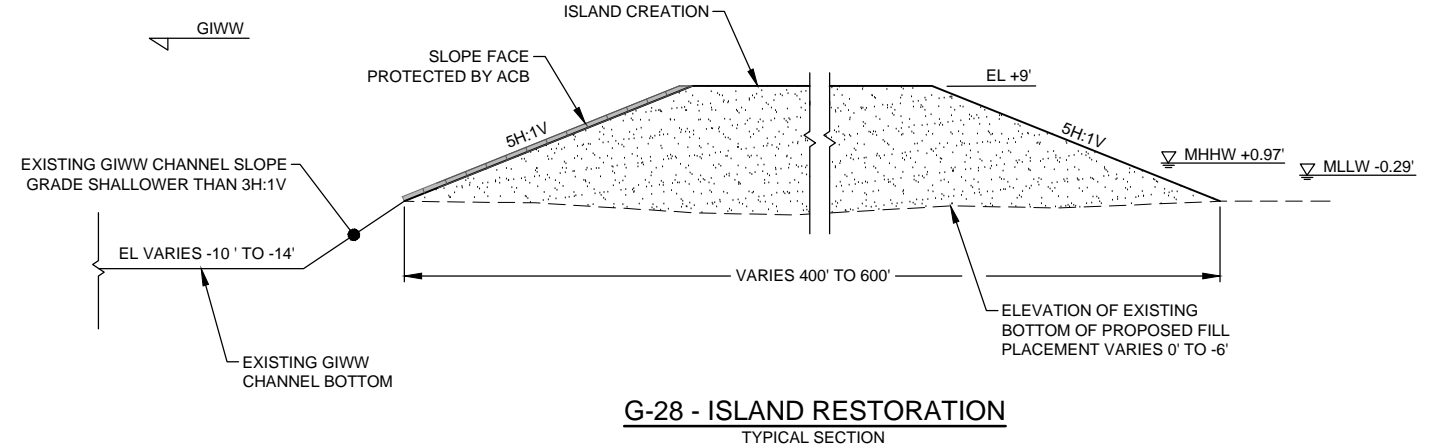 ISLAND CREATION
GIWW
SLOPE FACE
PROTECTED BY ACB
EL +9'
5H:1V
5H:1V
EXISTING GIWW CHANNEL SLOPE
GRADE SHALLOWER THAN 3H:1V
MHHW +0.97'
MLLW -0.29'
EL VARIES -10 ' TO -14'
VARIES 400' TO 600'
ELEVATION OF EXISTING
BOTTOM OF PROPOSED FILL
PLACEMENT VARIES 0' TO -6'
EXISTING GIWW
CHANNEL BOTTOM
G-28 - ISLAND RESTORATION
TYPICAL SECTION